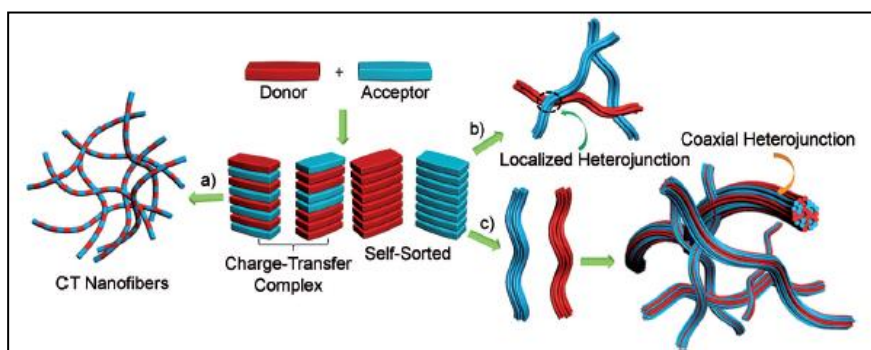 Donor + Acceptor
a)
CT Nanofibers
Charge-Transfer
Complex
Self-Sorted
b)
Localized Heterojunction
c)
Coaxial Heterojunction